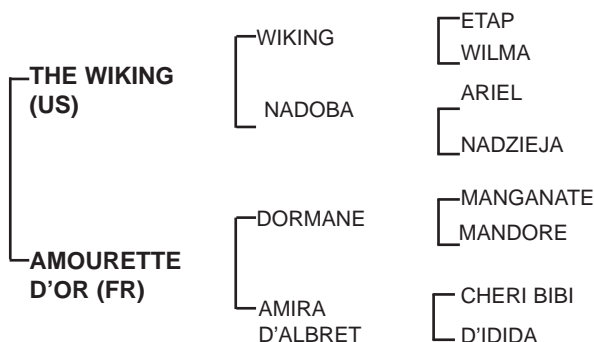 ETAP
WIKING
WILMA
THE WIKING
(US)
ARIEL
NADOBA
NADZIEJA
MANGANATE
DORMANE
MANDORE
AMOURETTE
D'OR (FR)
CHERI BIBI
AMIRA
D'ALBRET
D'IDIDA